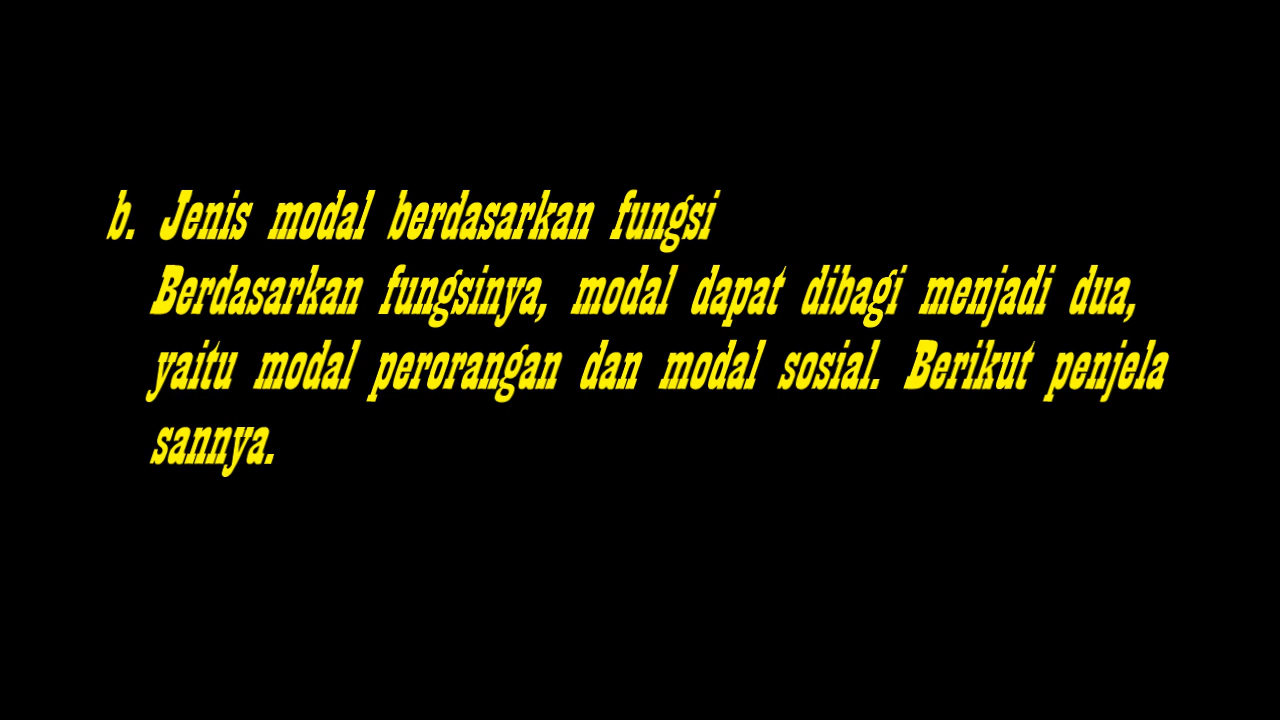 b. Jenis modal berdasarkan fungsi
Berdasarkan fungsinya, modal dapat dibagi menjadi dua,
yaitu modal perorangan dan modal sosial. Berikut penjela
sannya.